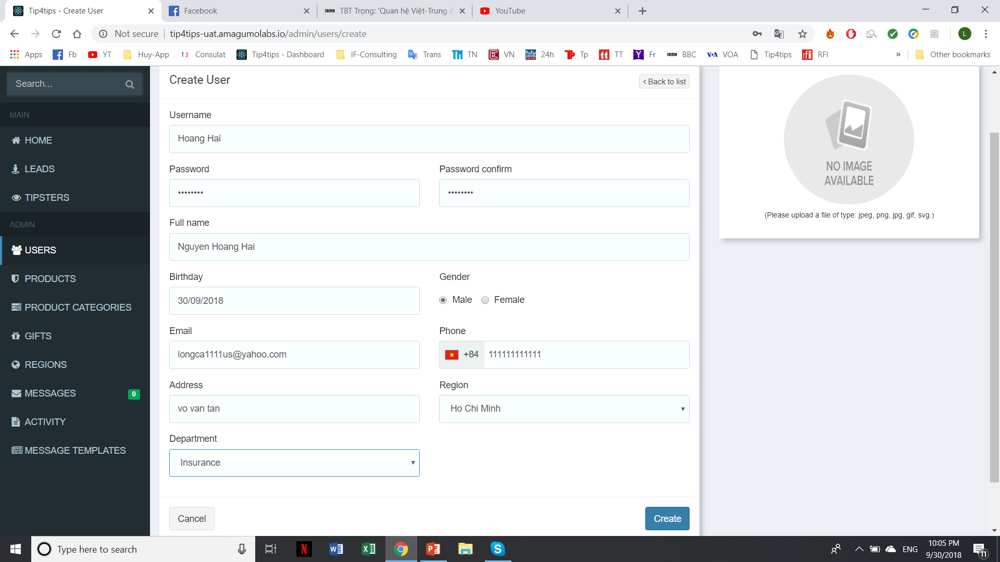 Tip4tips - Create User
Facebook
TBT Trọng: 'Quan hệ Việt-Trung đ
YouTube
Not secure
tip4tips-uat.amagumolabs.io/admin/users/create
L
Apps
Fb
YT
Huy-App
Consulat
Tip4tips - Dashboard
IF-Consulting
Trans
TN
VN
24h
Tp
TT
Fr
BBC
VOA
Tip4tips
RFI
»
Other bookmarks
Search...
MAIN
HOME
LEADS
TIPSTERS
ADMIN
USERS
PRODUCTS
PRODUCT CATEGORIES
GIFTS
REGIONS
MESSAGES 0
ACTIVITY
MESSAGE TEMPLATES
Create User
Back to list
Username
Hoang Hai
Password
Password confirm
••••••••
••••••••
Full name
Nguyen Hoang Hai
Birthday
Gender
30/09/2018
Male
Female
Email
Phone
longca1111us@yahoo.com
+84 111111111111
Address
Region
vo van tan
Ho Chi Minh
Department
Insurance
Cancel
Create
NO IMAGE
AVAILABLE
(Please upload a file of type: jpeg, png, jpg, gif, svg.)
Type here to search
ENG
10:05 PM
9/30/2018
11